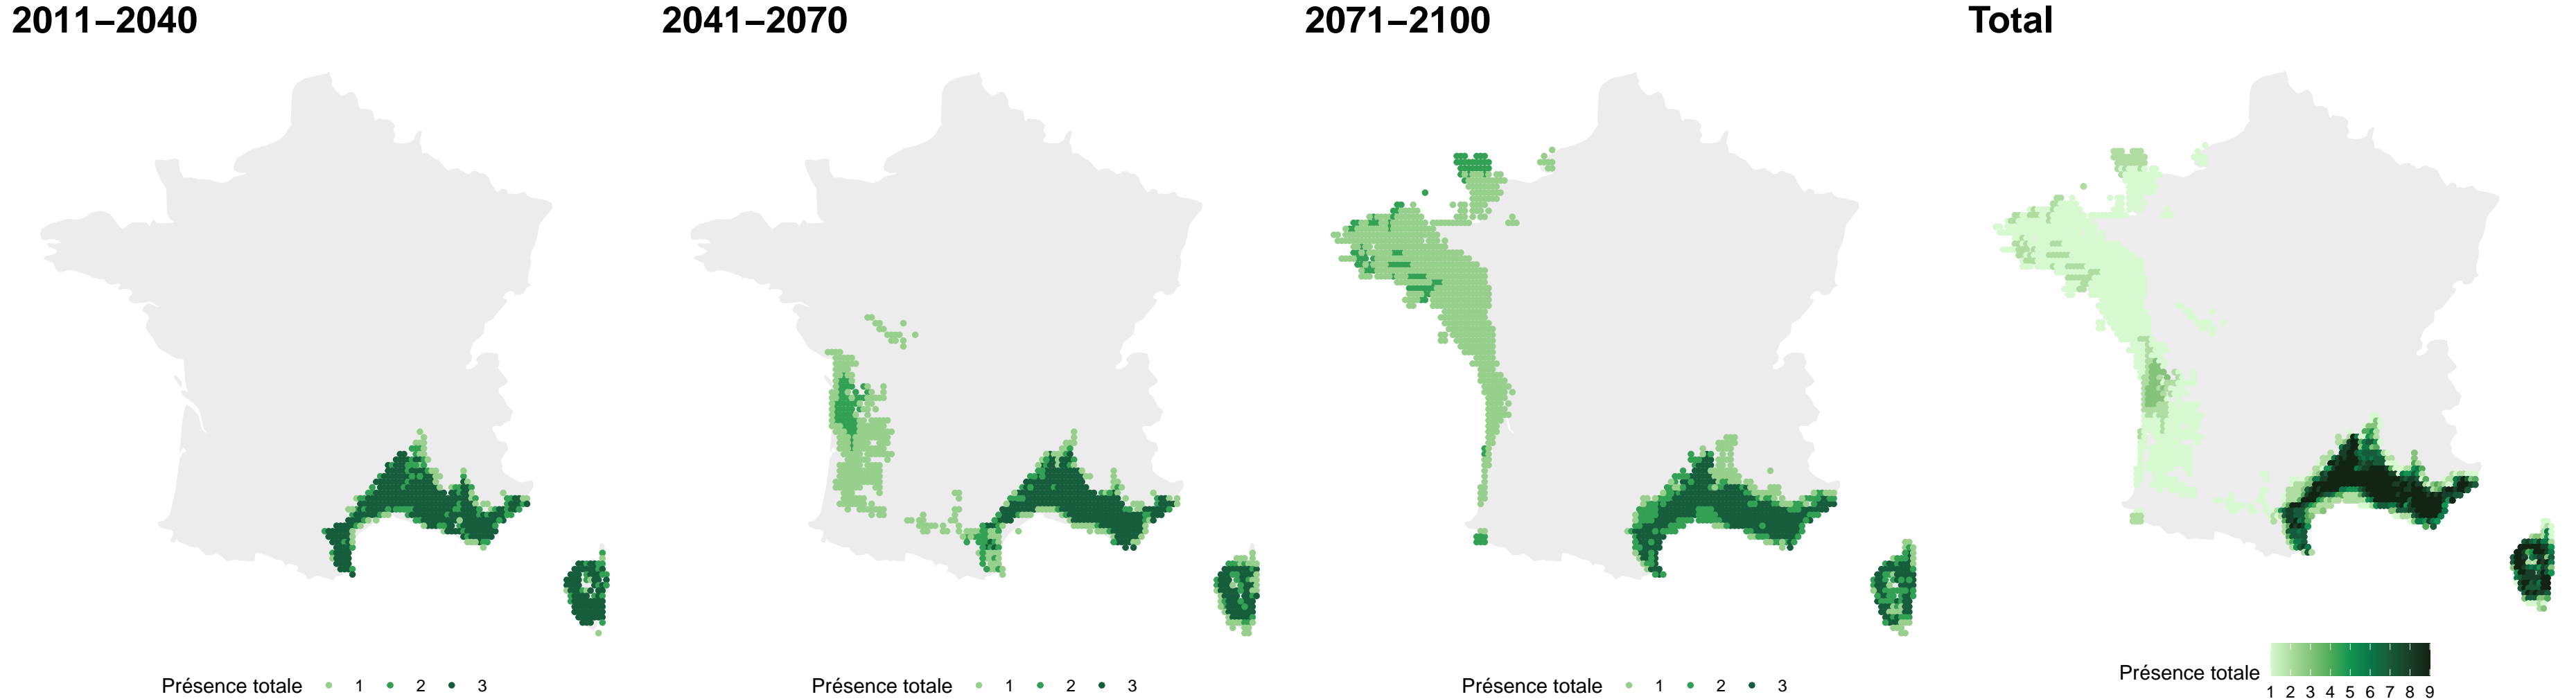 2011–2040
2041–2070
2071–2100
Total
Présence totale 1 2 3
Présence totale 1 2 3
Présence totale 1 2 3
Présence totale
1 2 3 4 5 6 7 8 9